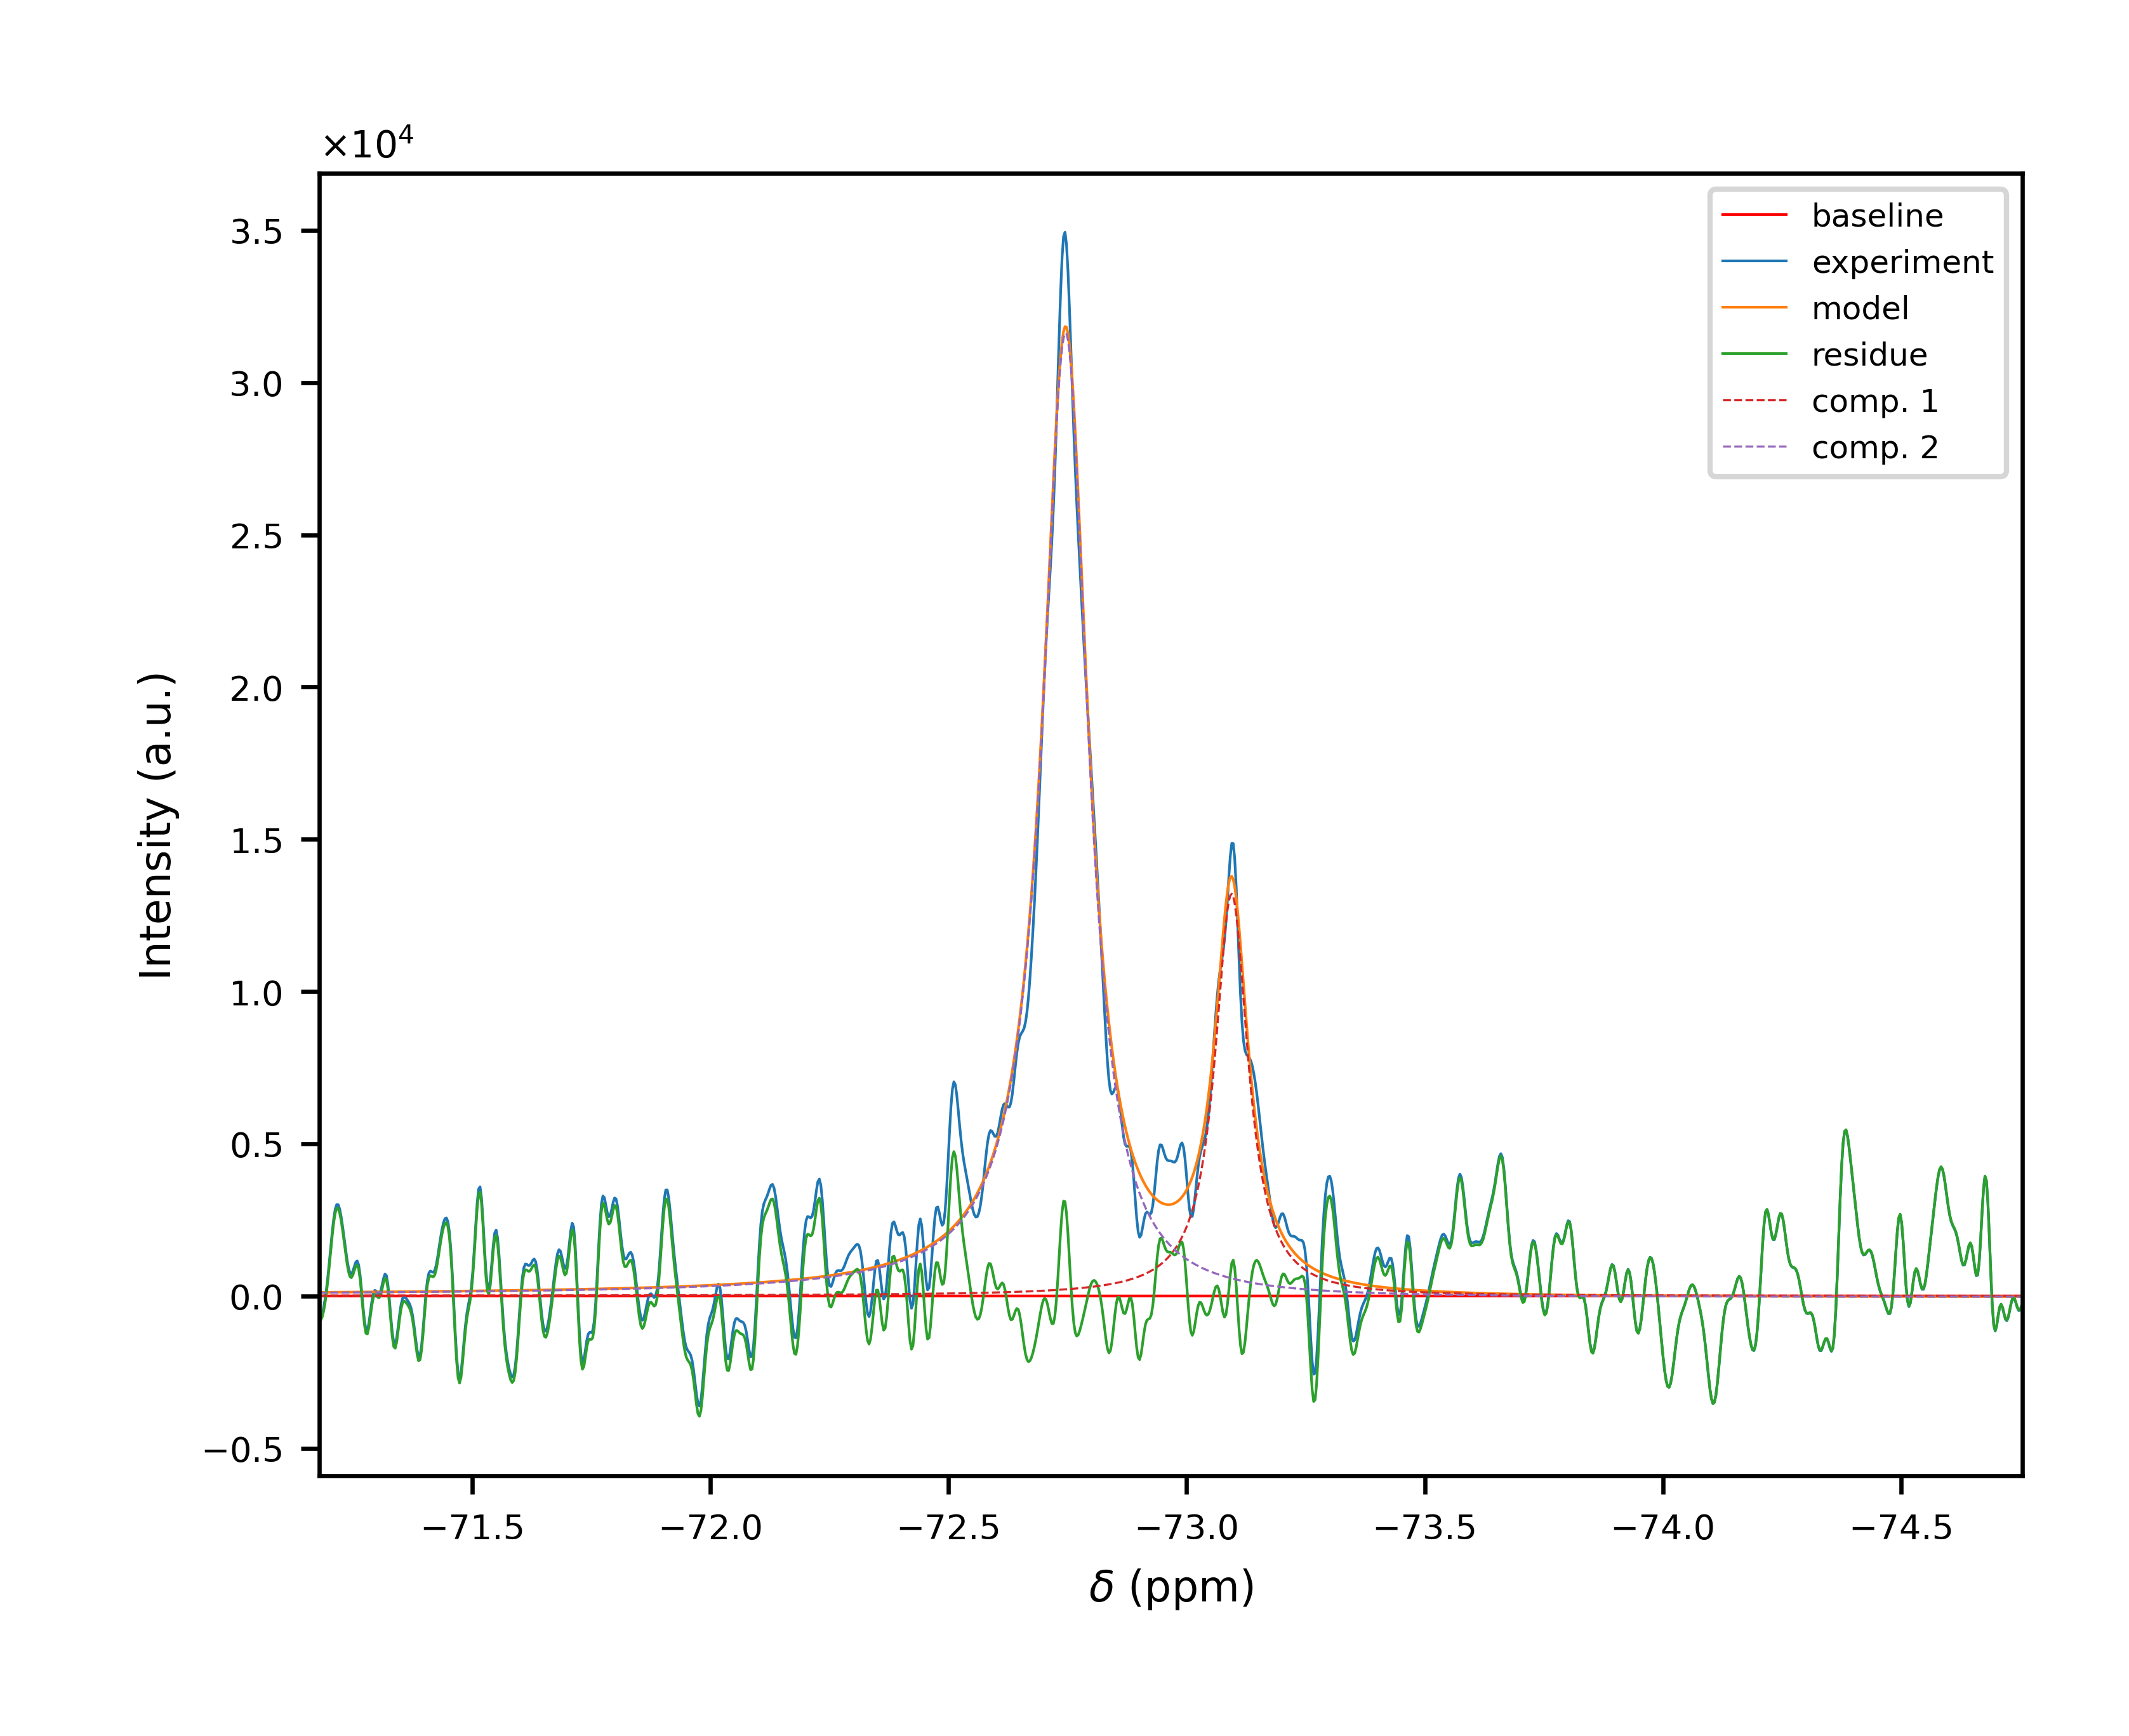 ×10⁴
3.5
3.0
2.5
2.0
1.5
1.0
0.5
0.0
−0.5
Intensity (a.u.)
baseline
experiment
model
residue
comp. 1
comp. 2
−71.5 −72.0 −72.5 −73.0 −73.5 −74.0 −74.5
δ (ppm)